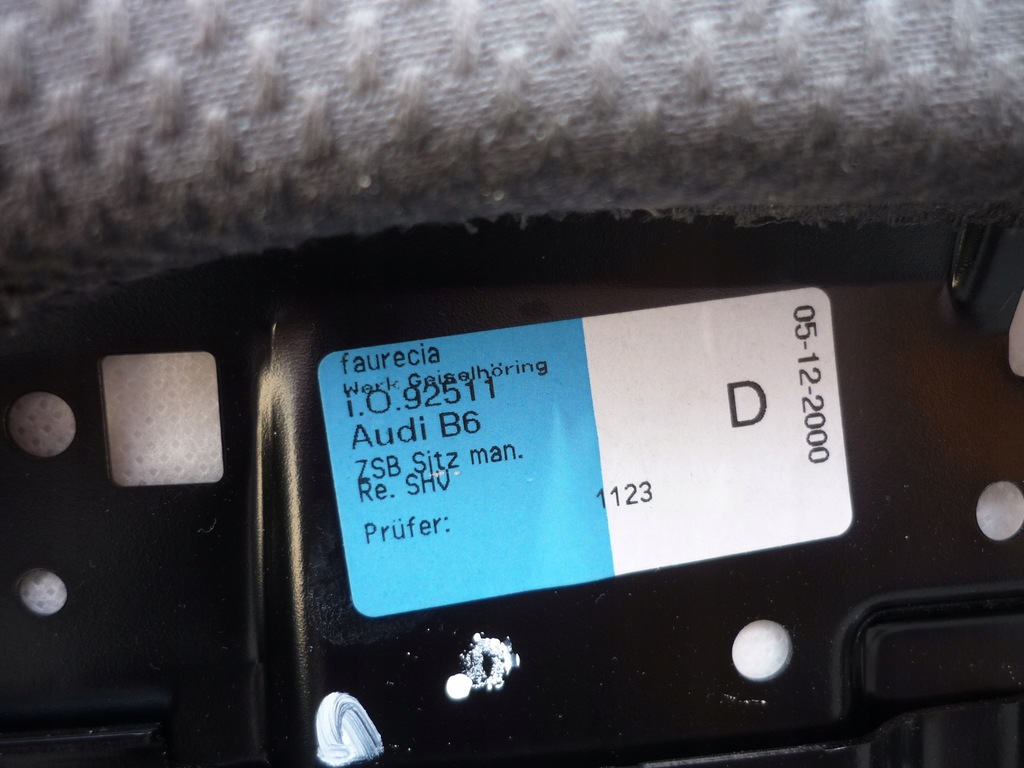 faurecia
Werk Geiselhöring
I.O.92511
Audi B6
ZSB Sitz man.
Re. SHV
Prüfer:
1123
D
05-12-2000